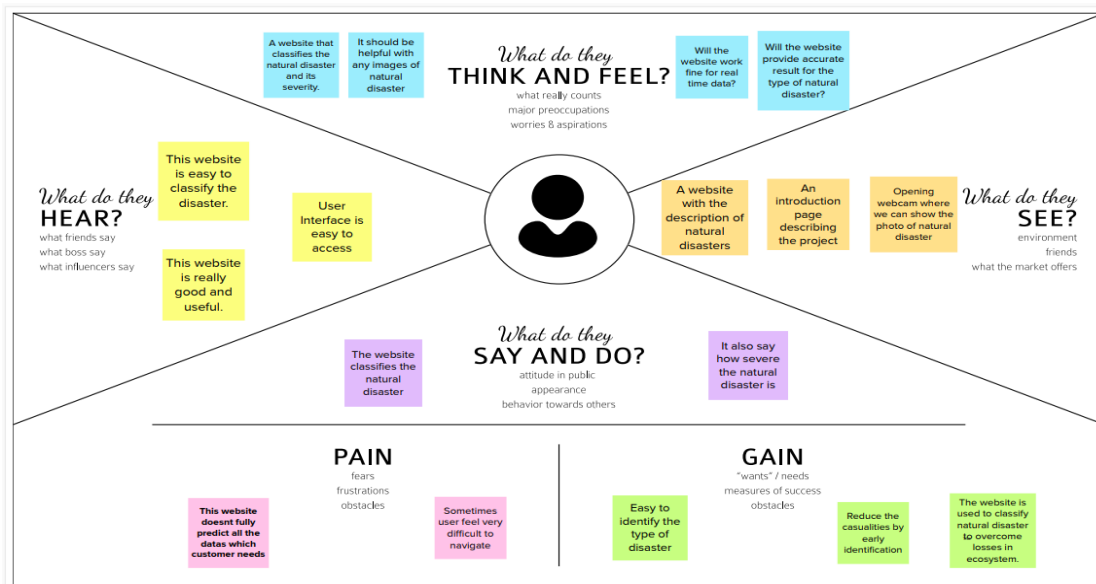 A website that
classifies the
natural disaster
and its
severity.
It should be
helpful with
any images of
natural
disaster
What do they
THINK AND FEEL?
what really counts
major preoccupations
worries & aspirations
Will the
website work
fine for real
time data?
Will the website
provide accurate
result for the
type of natural
disaster?
What do they
HEAR?
what friends say
what boss say
what influencers say
This website
is easy to
classify the
disaster.
User
Interface is
easy to
access
This website
is really
good and
useful.
A website
with the
description of
natural
disasters
An
introduction
page
describing
the project
Opening
webcam where
we can show the
photo of natural
disaster
What do they
SEE?
environment
friends
what the market offers
What do they
SAY AND DO?
attitude in public
appearance
behavior towards others
The website
classifies the
natural
disaster
It also say
how severe
the natural
disaster is
PAIN
fears
frustrations
obstacles
This website
doesnt fully
predict all the
datas which
customer needs
Sometimes
user feel very
difficult to
navigate
GAIN
"wants" / needs
measures of success
obstacles
Easy to
identify the
type of
disaster
Reduce the
casualities by
early
identification
The website is
used to classify
natural disaster
to overcome
losses in
ecosystem.